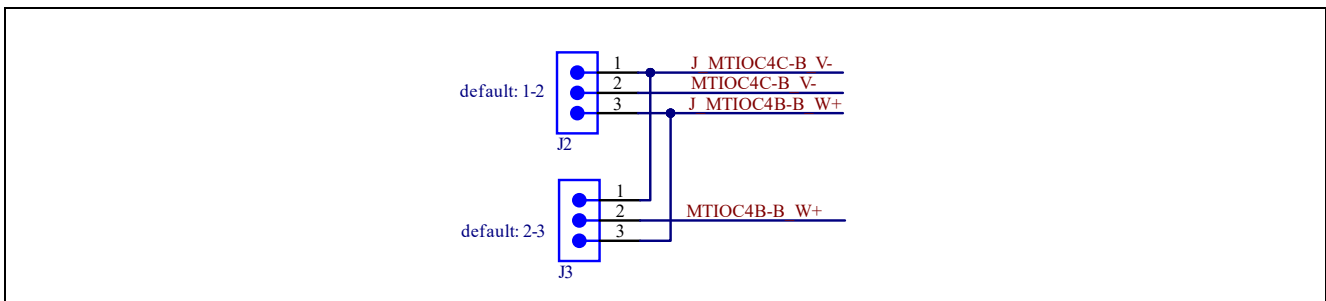 1 J_MTIOC4C-B_V-
default: 1-2 2 MTIOC4C-B_V-
3 J_MTIOC4B-B_W+
J2
1
2 MTIOC4B-B_W+
default: 2-3 3
J3